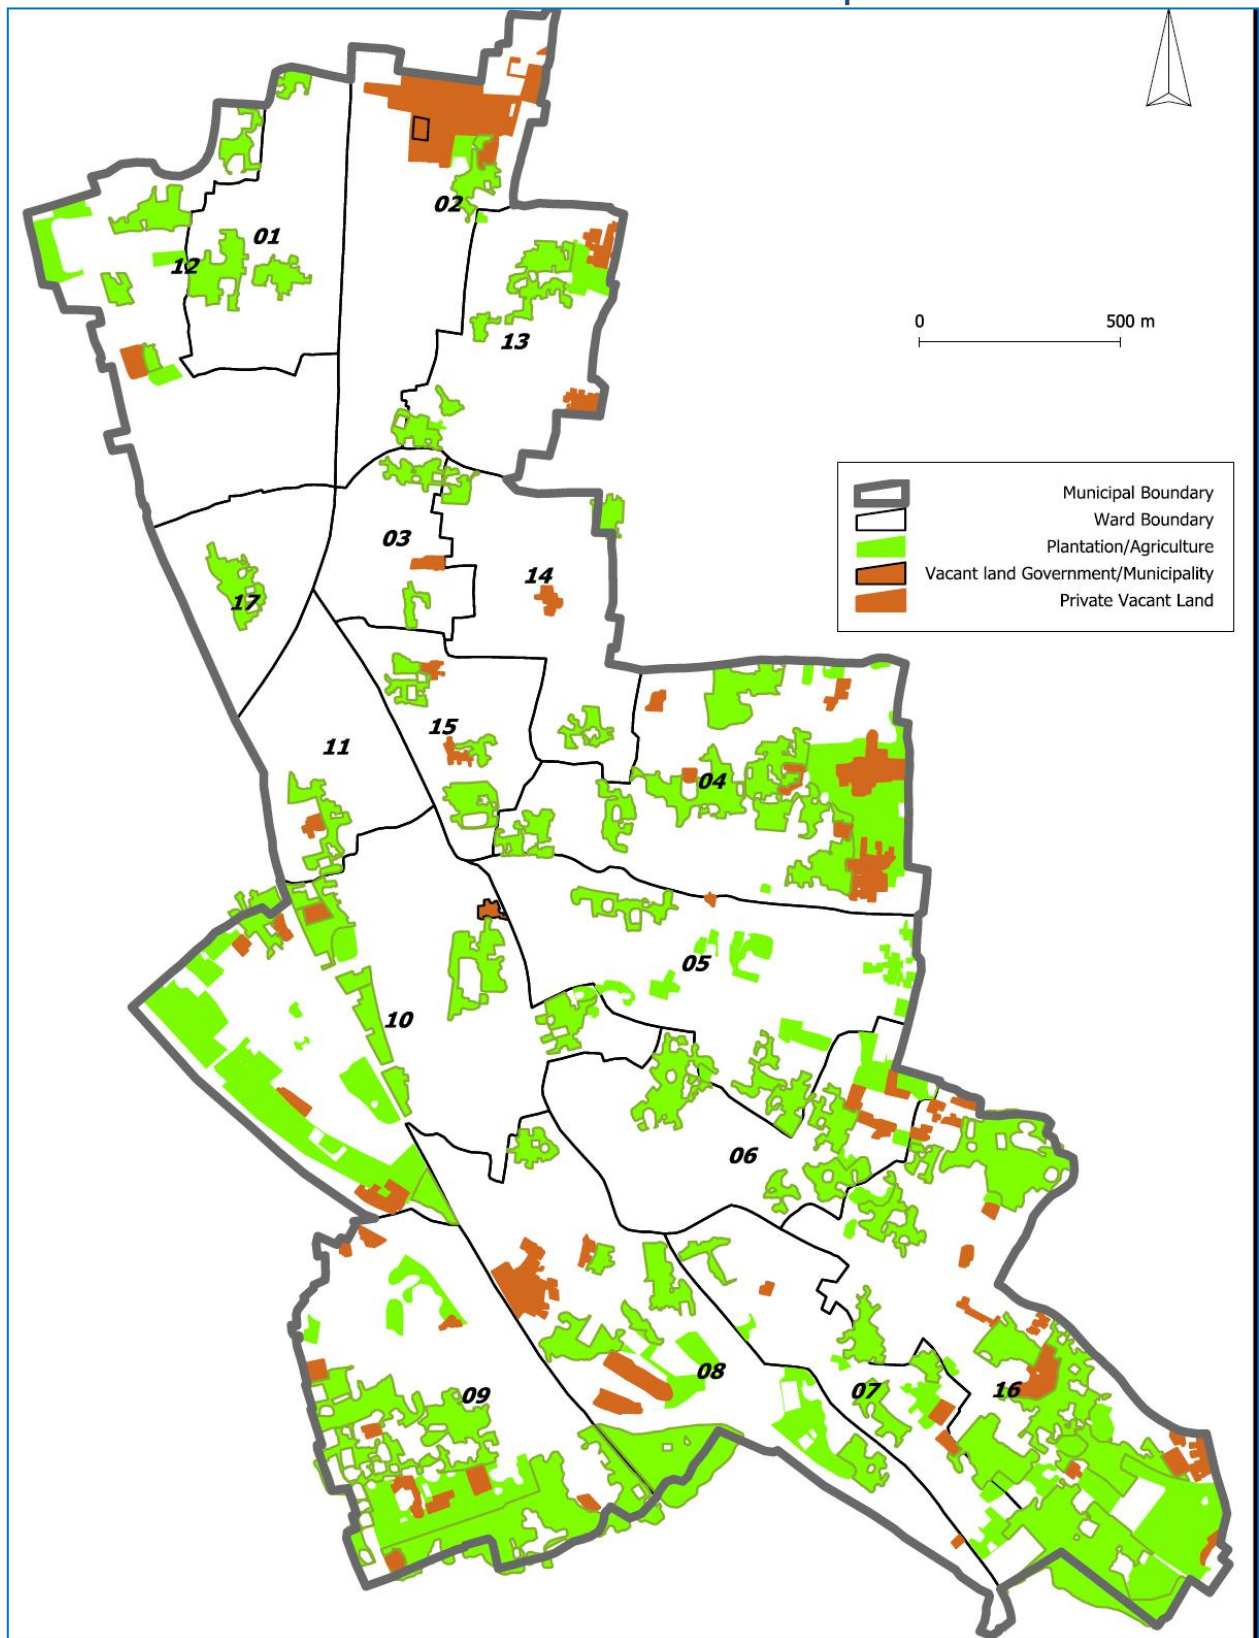 02
01
12
13
0 500 m
Municipal Boundary
Ward Boundary
Plantation/Agriculture
Vacant land Government/Municipality
Private Vacant Land
03
14
17
15
11
04
05
10
06
08
07
16
09